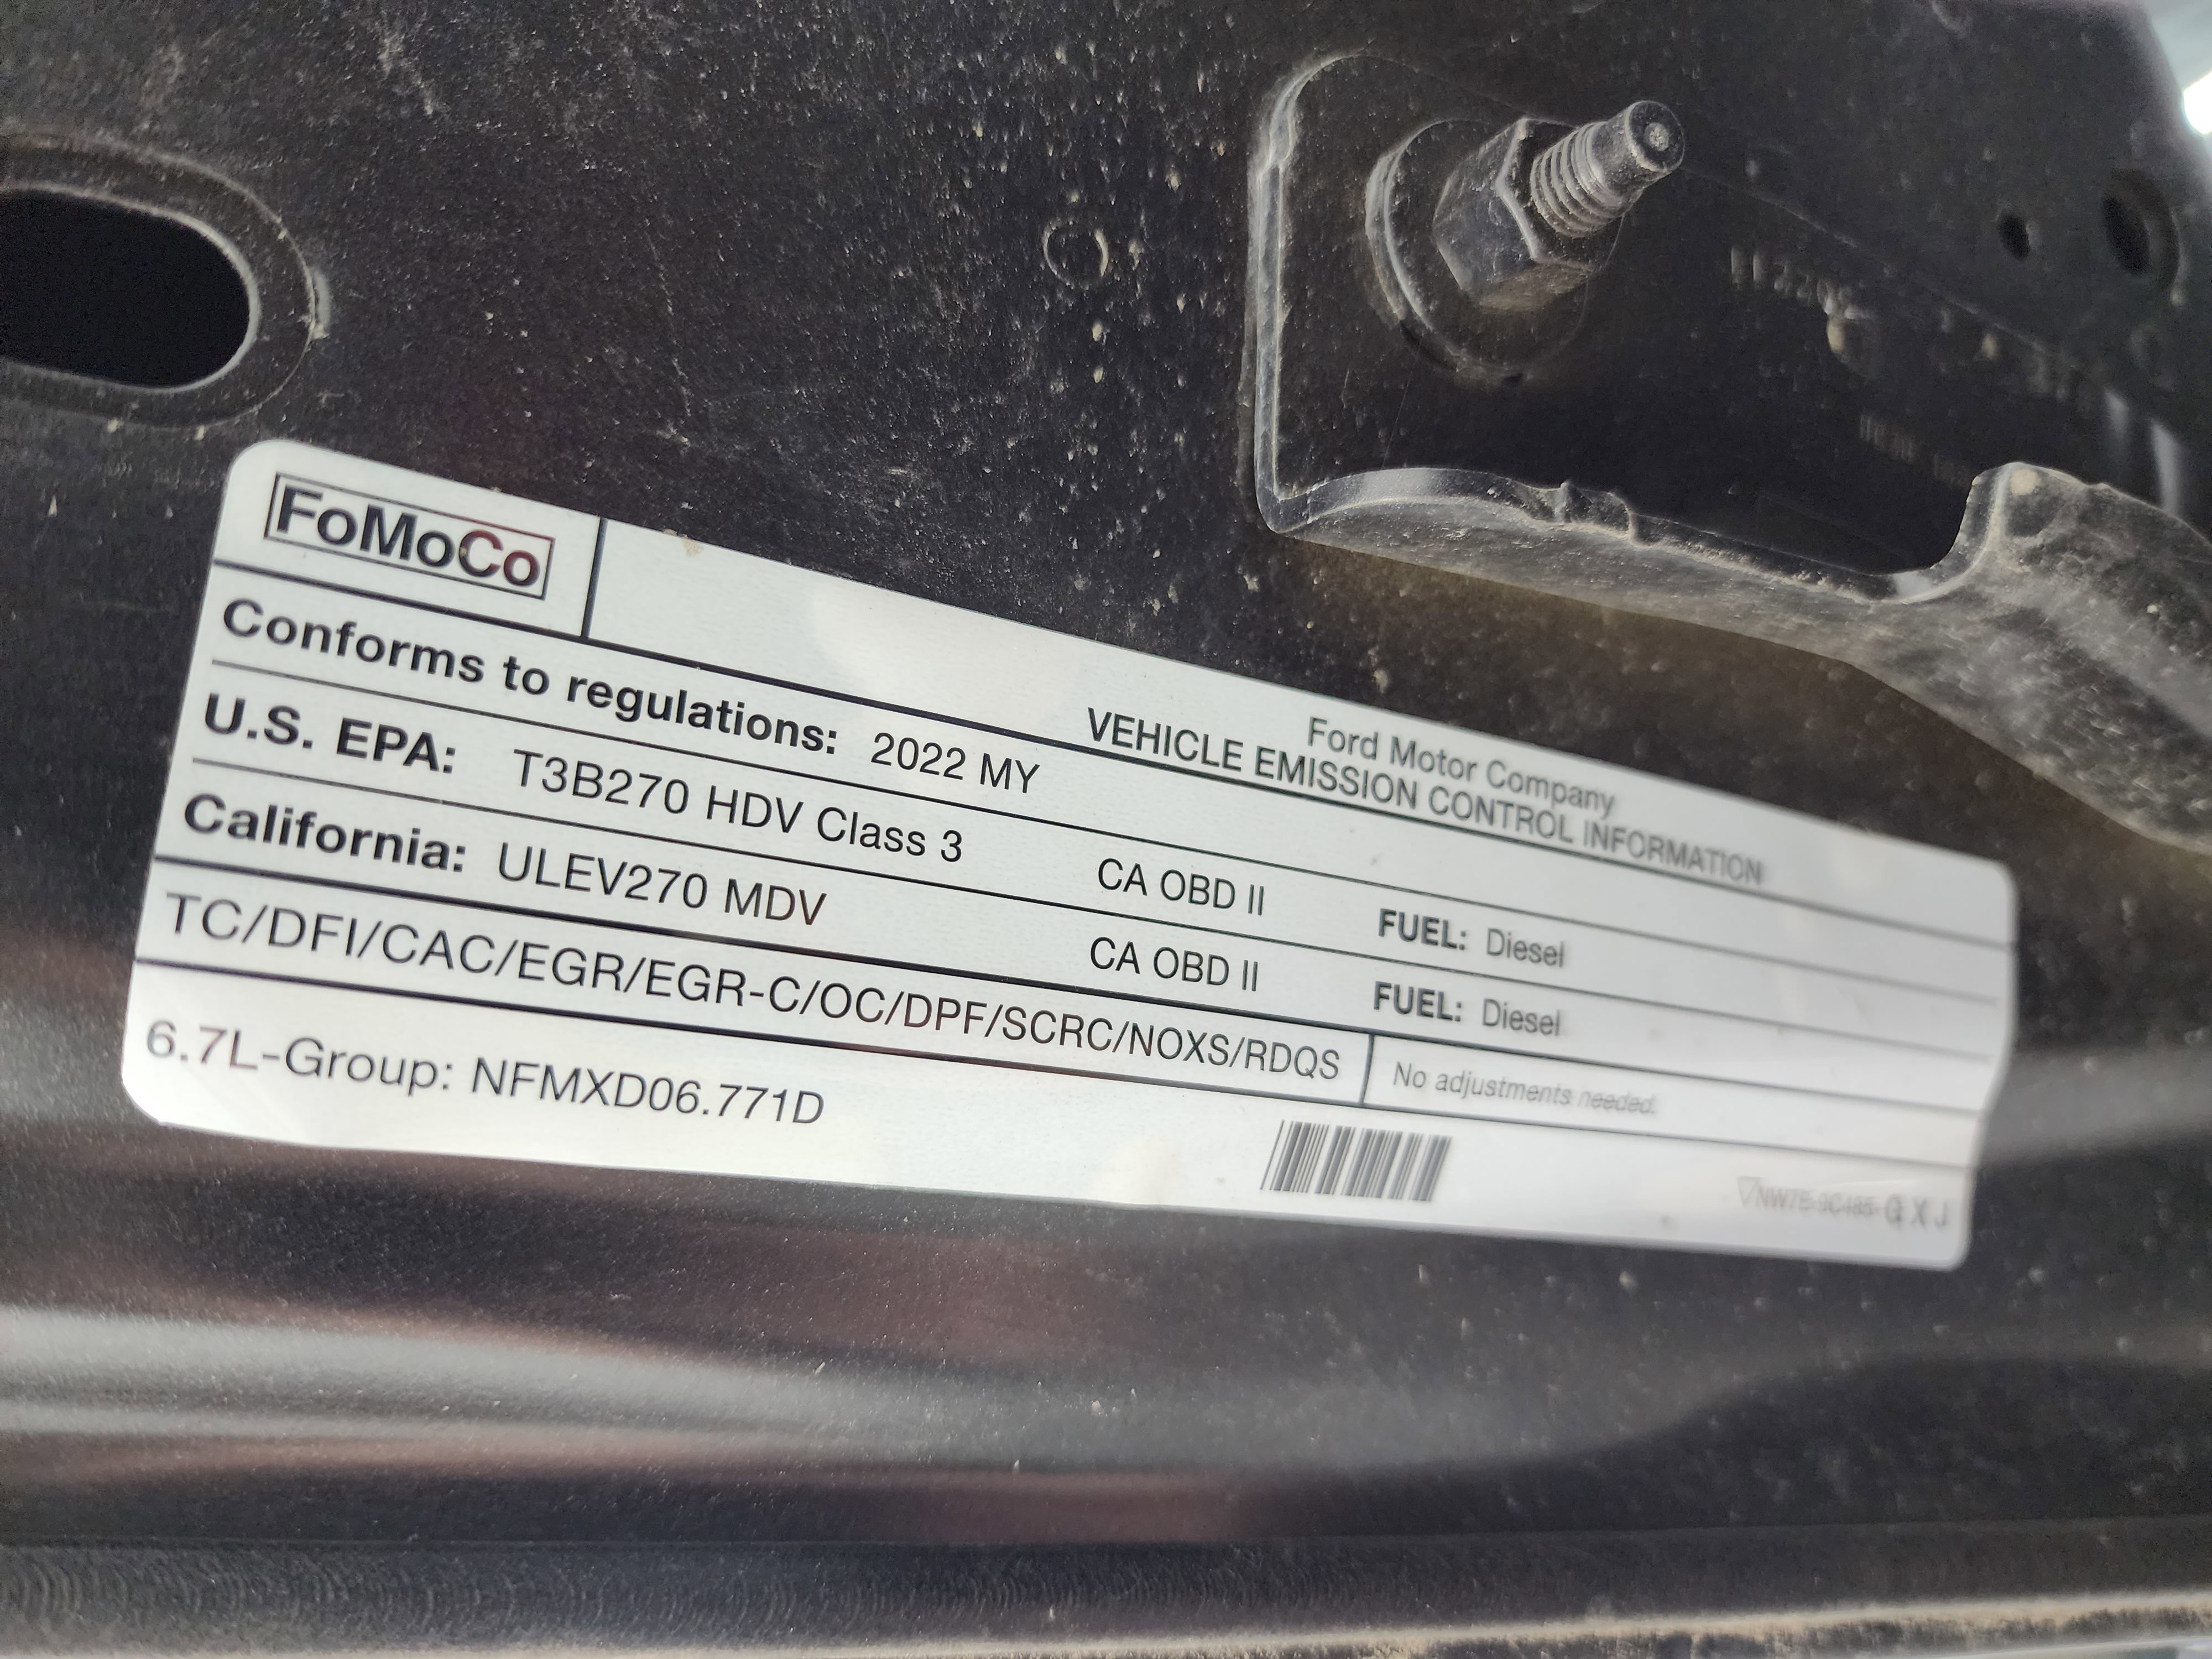 FoMoCo
Ford Motor Company
VEHICLE EMISSION CONTROL INFORMATION
Conforms to regulations: 2022 MY
U.S. EPA: T3B270 HDV Class 3 CA OBD II FUEL: Diesel
California: ULEV270 MDV CA OBD II FUEL: Diesel
TC/DFI/CAC/EGR/EGR-C/OC/DPF/SCRC/NOXS/RDQS No adjustments needed.
6.7L-Group: NFMXD06.771D
G X J